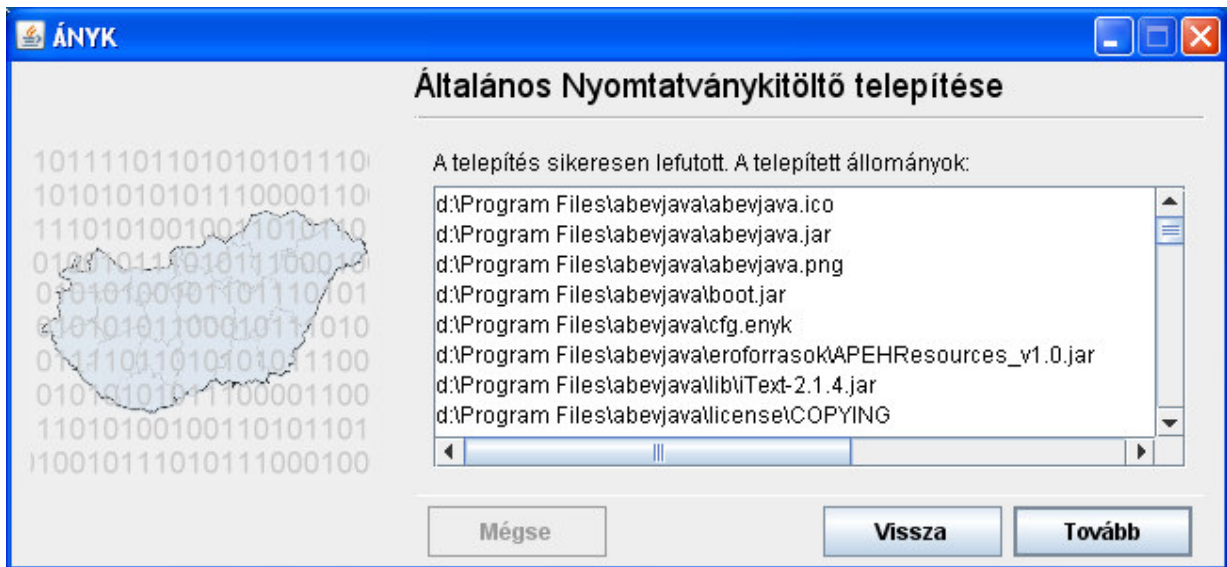 ÁNYK
Általános Nyomtatványkitöltő telepítése
A telepítés sikeresen lefutott. A telepített állományok:
d:\Program Files\abevjava\abevjava.ico
d:\Program Files\abevjava\abevjava.jar
d:\Program Files\abevjava\abevjava.png
d:\Program Files\abevjava\boot.jar
d:\Program Files\abevjava\cfg.enyk
d:\Program Files\abevjava\eroforrasok\APEHResources_v1.0.jar
d:\Program Files\abevjava\lib\iText-2.1.4.jar
d:\Program Files\abevjava\license\COPYING
Mégse
Vissza
Tovább